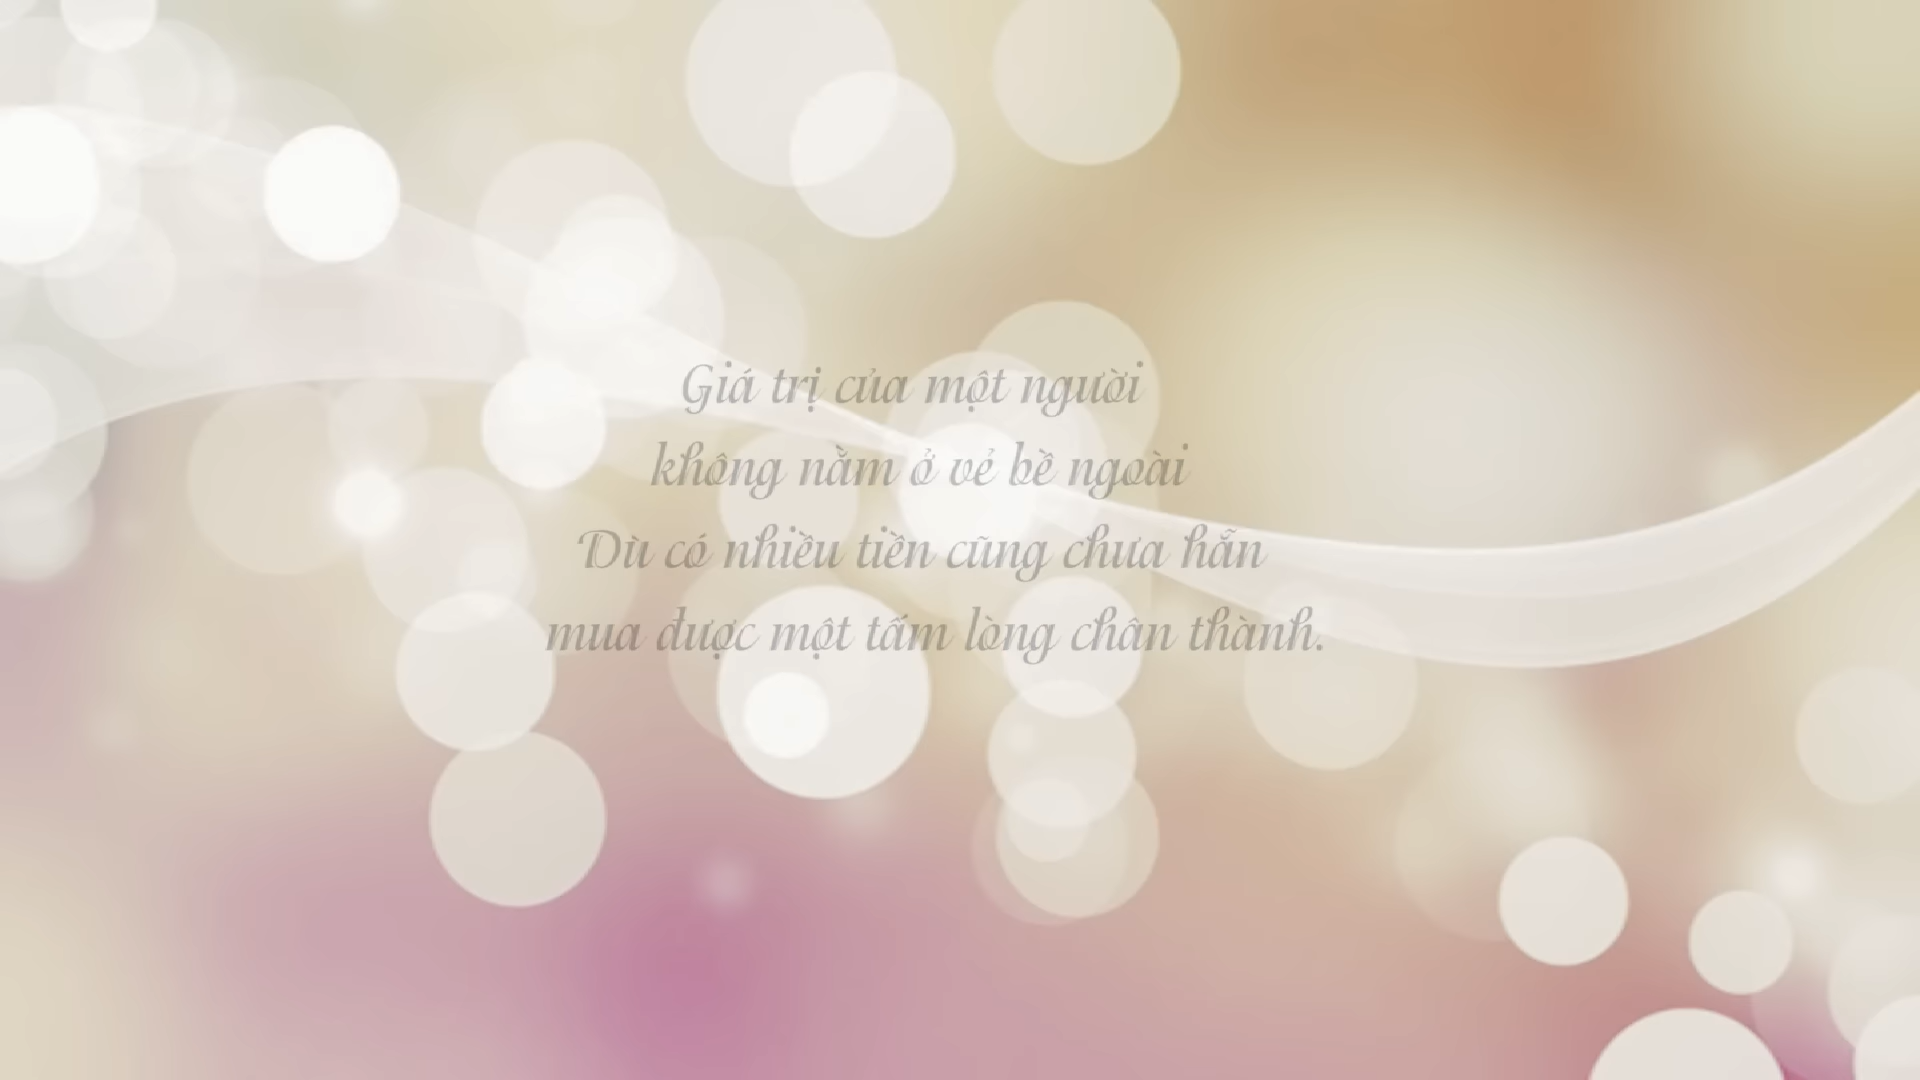 Giá trị của một người
không nằm ở vẻ bề ngoài
Dù có nhiều tiền cũng chưa hẳn
mua được một tấm lòng chân thành.